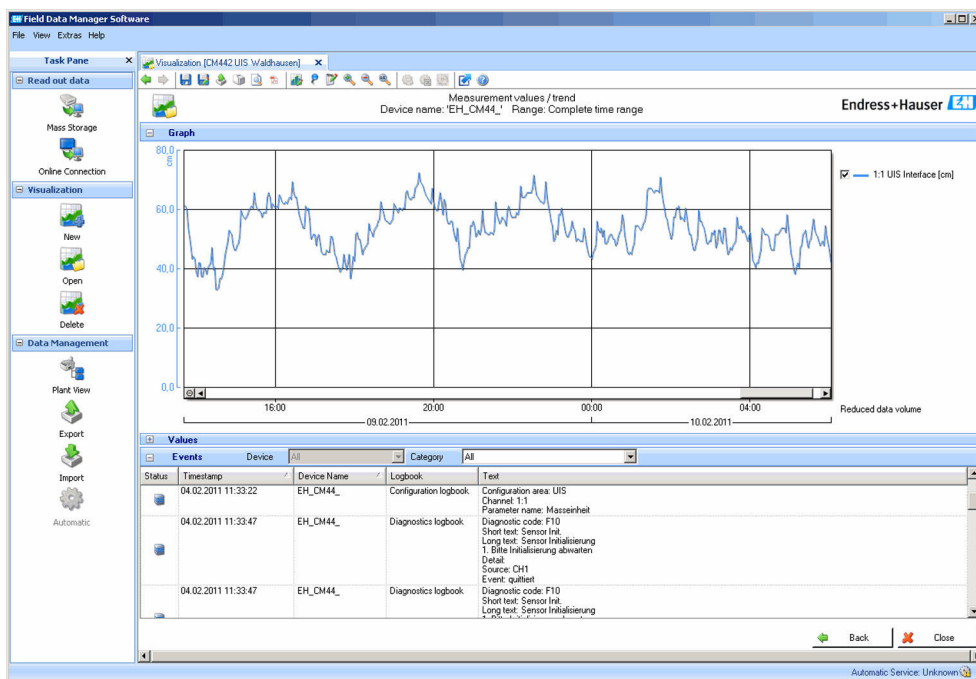 Field Data Manager Software
File View Extras Help
Task Pane
Read out data
Mass Storage
Online Connection
Visualization
New
Open
Delete
Data Management
Plant View
Export
Import
Automatic
Visualization [CM442 UIS Waldhausen]
Measurement values / trend
Device name: 'EH_CM44_' Range: Complete time range
Endress+Hauser EH
Graph
80,0
cm
60,0
40,0
20,0
0,0
16:00 20:00 00:00 04:00
09.02.2011 10.02.2011
1:1 UIS Interface [cm]
Reduced data volume
Values
Events Device All Category All
Status Timestamp Device Name Logbook Text
04.02.2011 11:33:22 EH_CM44_ Configuration logbook Configuration area: UIS
Channel: 1:1
Parameter name: Masseinheit
04.02.2011 11:33:47 EH_CM44_ Diagnostics logbook Diagnostic code: F10
Short text: Sensor Init.
Long text: Sensor Initialisierung
1. Bitte Initialisierung abwarten
Detail:
Source: CH1
Event: quittiert
04.02.2011 11:33:47 EH_CM44_ Diagnostics logbook Diagnostic code: F10
Short text: Sensor Init.
Long text: Sensor Initialisierung
Back Close
Automatic Service: Unknown